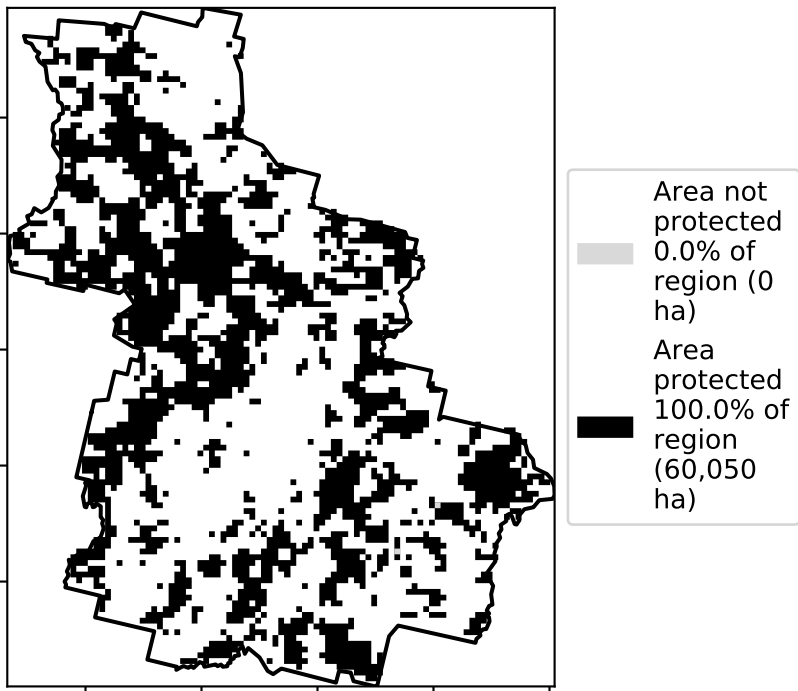 Area not
protected
0.0% of
region (0
ha)
Area
protected
100.0% of
region
(60,050
ha)